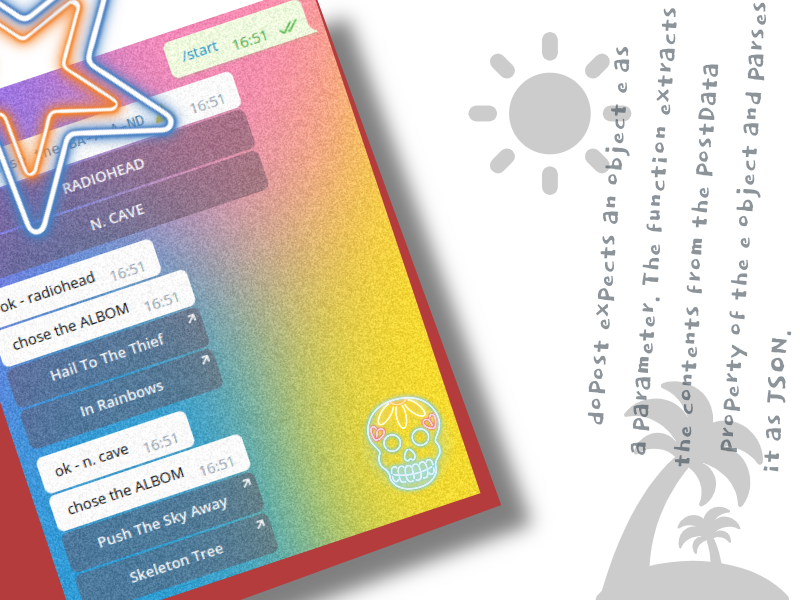 /start 16:51
the BA-A-A-ND 16:51
RADIOHEAD
N. CAVE
ok - radiohead 16:51
chose the ALBOM 16:51
Hail To The Thief
In Rainbows
ok - n. cave 16:51
chose the ALBOM 16:51
Push The Sky Away
Skeleton Tree
doPost expects an object e as
a Parameter. The function extracts
the contents from the PostData
ProPerty of the e object and Parses
it as JSON.